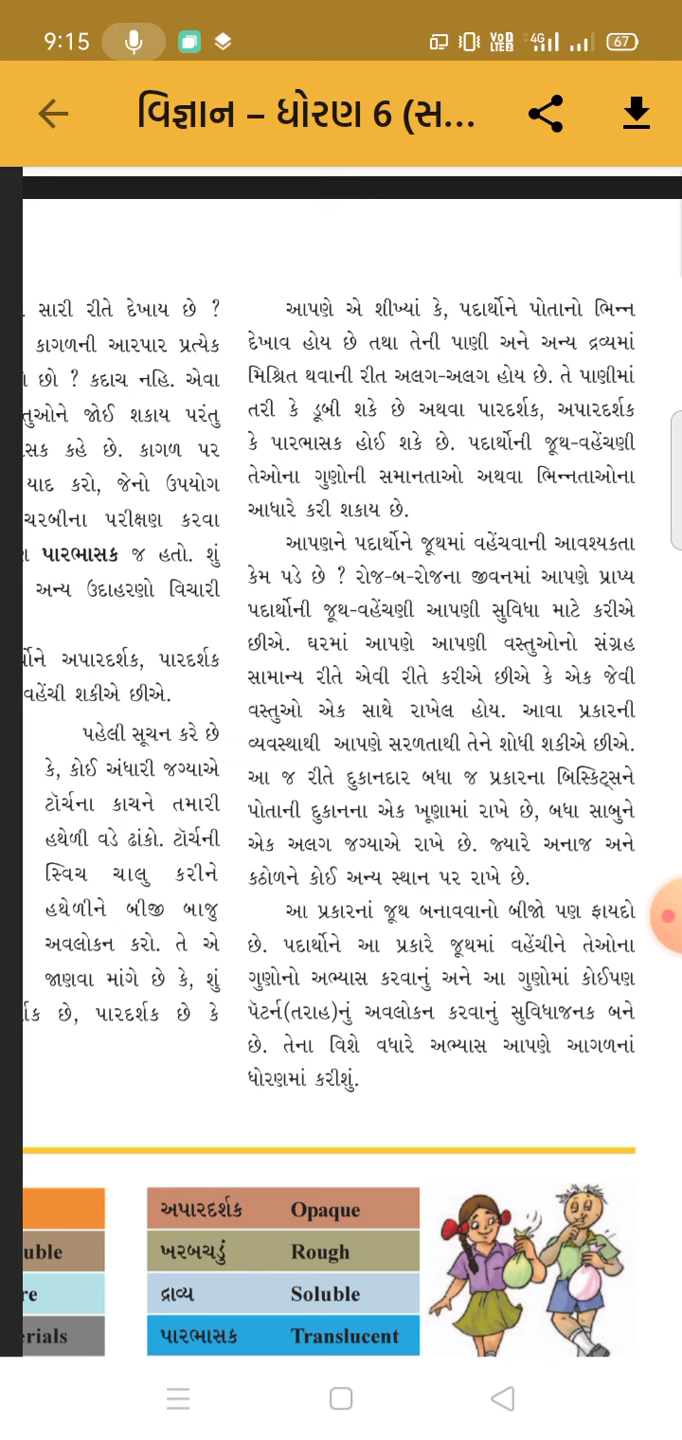 9:15
VoD
LTE
4G
67
વિજ્ઞાન – ધોરણ 6 (સ...
સારી રીતે દેખાય છે ?
કાગળની આરપાર પ્રત્યેક
છો ? કદાચ નહિ. એવા
જોઈ શકાય પરંતુ
કહે છે. કાગળ પર
યાદ કરો, જેનો ઉપયોગ
ચરબીના પરીક્ષણ કરવા
પારભાસક જ હતો. શું
અન્ય ઉદાહરણો વિચારી
અપારદર્શક, પારદર્શક
વહેંચી શકીએ છીએ.
પહેલી સૂચન કરે છે
કે, કોઈ અંધારી જગ્યાએ
ટૉર્ચના કાચને તમારી
હથેળી વડે ઢાંકો. ટૉર્ચની
સ્વિચ ચાલુ કરીને
હથેળીને બીજી બાજુ
અવલોકન કરો. તે એ
જાણવા માંગે છે કે, શું
છે, પારદર્શક છે કે
આપણે એ શીખ્યાં કે, પદાર્થોને પોતાનો ભિન્ન
દેખાવ હોય છે તથા તેની પાણી અને અન્ય દ્રવ્યમાં
મિશ્રિત થવાની રીત અલગ-અલગ હોય છે. તે પાણીમાં
તરી કે ડૂબી શકે છે અથવા પારદર્શક, અપારદર્શક
કે પારભાસક હોઈ શકે છે. પદાર્થોની જૂથ-વહેંચણી
તેઓના ગુણોની સમાનતાઓ અથવા ભિન્નતાઓના
આધારે કરી શકાય છે.
આપણને પદાર્થોને જૂથમાં વહેંચવાની આવશ્યકતા
કેમ પડે છે ? રોજ-બ-રોજના જીવનમાં આપણે પ્રાપ્ય
પદાર્થોની જૂથ-વહેંચણી આપણી સુવિધા માટે કરીએ
છીએ. ઘરમાં આપણે આપણી વસ્તુઓનો સંગ્રહ
સામાન્ય રીતે એવી રીતે કરીએ છીએ કે એક જેવી
વસ્તુઓ એક સાથે રાખેલ હોય. આવા પ્રકારની
વ્યવસ્થાથી આપણે સરળતાથી તેને શોધી શકીએ છીએ.
આ જ રીતે દુકાનદાર બધા જ પ્રકારના બિસ્કિટ્સને
પોતાની દુકાનના એક ખૂણામાં રાખે છે, બધા સાબુને
એક અલગ જગ્યાએ રાખે છે. જ્યારે અનાજ અને
કઠોળને કોઈ અન્ય સ્થાન પર રાખે છે.
આ પ્રકારનાં જૂથ બનાવવાનો બીજો પણ ફાયદો
છે. પદાર્થોને આ પ્રકારે જૂથમાં વહેંચીને તેઓના
ગુણોનો અભ્યાસ કરવાનું અને આ ગુણોમાં કોઈપણ
પૅટર્ન(તરાહ)નું અવલોકન કરવાનું સુવિધાજનક બને
છે. તેના વિશે વધારે અભ્યાસ આપણે આગળનાં
ધોરણમાં કરીશું.
uble
re
erials
અપારદર્શક Opaque
ખરબચડું Rough
દ્રાવ્ય Soluble
પારભાસક Translucent